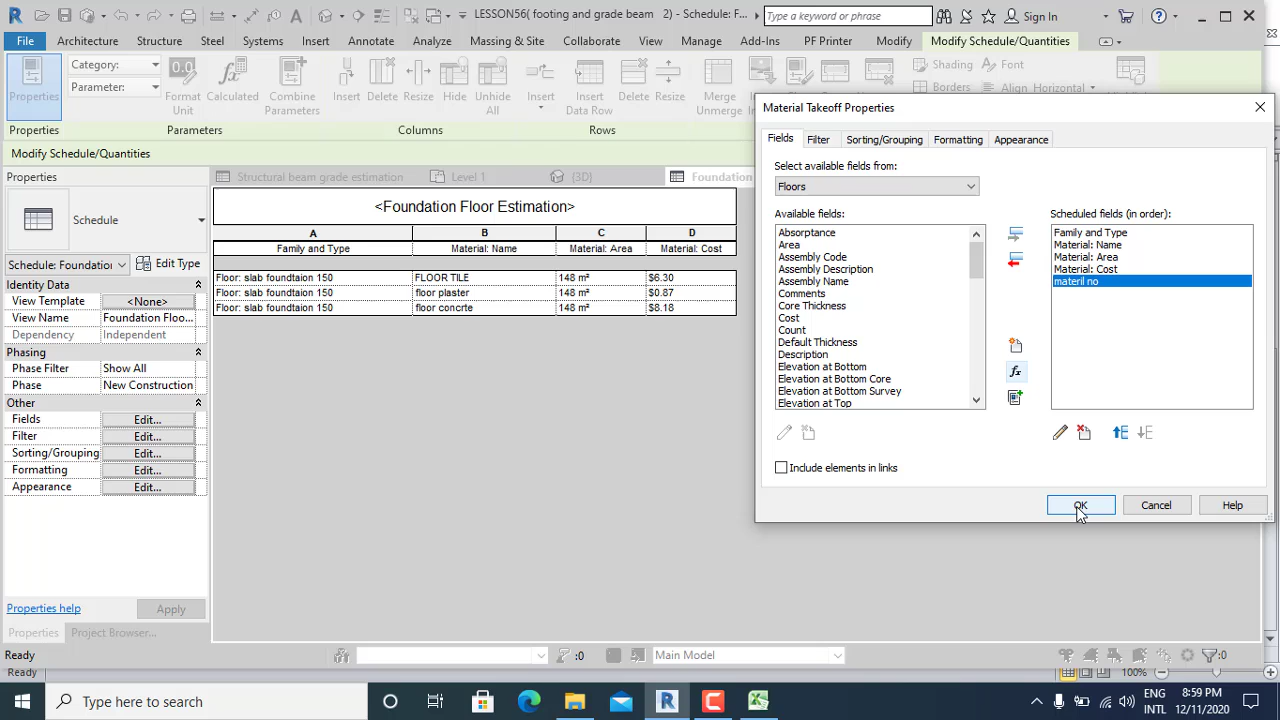 LESSON56( footing and grade beam 2) - Schedule: F...
Type a keyword or phrase
Sign In
File Architecture Structure Steel Systems Insert Annotate Analyze Massing & Site Collaborate View Manage Add-Ins PF Printer Modify Modify Schedule/Quantities
Properties
Category:
Parameter:
Format Unit
Calculated
Combine Parameters
Insert
Delete
Resize
Hide
Unhide All
Insert
Insert Data Row
Delete
Resize
Merge Unmerge
Shading
Font
Borders
Align Horizontal
Properties Parameters Columns Rows
Modify Schedule/Quantities
Properties
Structural beam grade estimation
Level 1
{3D}
Foundation
Schedule
<Foundation Floor Estimation>
A B C D
Family and Type Material: Name Material: Area Material: Cost
Floor: slab foundtaion 150 FLOOR TILE 148 m² $6.30
Floor: slab foundtaion 150 floor plaster 148 m² $0.87
Floor: slab foundtaion 150 floor concrte 148 m² $8.18
Schedule: Foundation
Edit Type
Identity Data
View Template <None>
View Name Foundation Floo...
Dependency Independent
Phasing
Phase Filter Show All
Phase New Construction
Other
Fields Edit...
Filter Edit...
Sorting/Grouping Edit...
Formatting Edit...
Appearance Edit...
Properties help
Apply
Properties
Project Browser...
Material Takeoff Properties
Fields Filter Sorting/Grouping Formatting Appearance
Select available fields from:
Floors
Available fields:
Absorptance
Area
Assembly Code
Assembly Description
Assembly Name
Comments
Core Thickness
Cost
Count
Default Thickness
Description
Elevation at Bottom
Elevation at Bottom Core
Elevation at Bottom Survey
Elevation at Top
Scheduled fields (in order):
Family and Type
Material: Name
Material: Area
Material: Cost
materil no
fx
Include elements in links
OK Cancel Help
Ready
:0
Main Model
:0
Ready
100%
Type here to search
ENG
INTL
8:59 PM
12/11/2020